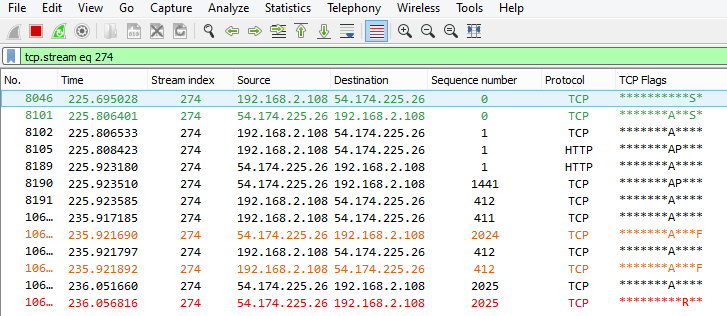 File Edit View Go Capture Analyze Statistics Telephony Wireless Tools Help
tcp.stream eq 274
No. Time Stream index Source Destination Sequence number Protocol TCP Flags
8046 225.695028 274 192.168.2.108 54.174.225.26 0 TCP **********S*
8101 225.806401 274 54.174.225.26 192.168.2.108 0 TCP *******A**S*
8102 225.806533 274 192.168.2.108 54.174.225.26 1 TCP *******A****
8105 225.808423 274 192.168.2.108 54.174.225.26 1 HTTP *******AP***
8189 225.923180 274 54.174.225.26 192.168.2.108 1 HTTP *******A****
8190 225.923510 274 54.174.225.26 192.168.2.108 1441 TCP *******AP***
8191 225.923585 274 192.168.2.108 54.174.225.26 412 TCP *******A****
106… 235.917185 274 192.168.2.108 54.174.225.26 411 TCP *******A****
106… 235.921690 274 54.174.225.26 192.168.2.108 2024 TCP *******A***F
106… 235.921797 274 192.168.2.108 54.174.225.26 412 TCP *******A****
106… 235.921892 274 192.168.2.108 54.174.225.26 412 TCP *******A***F
106… 236.051660 274 54.174.225.26 192.168.2.108 2025 TCP *******A****
106… 236.056816 274 54.174.225.26 192.168.2.108 2025 TCP *********R**